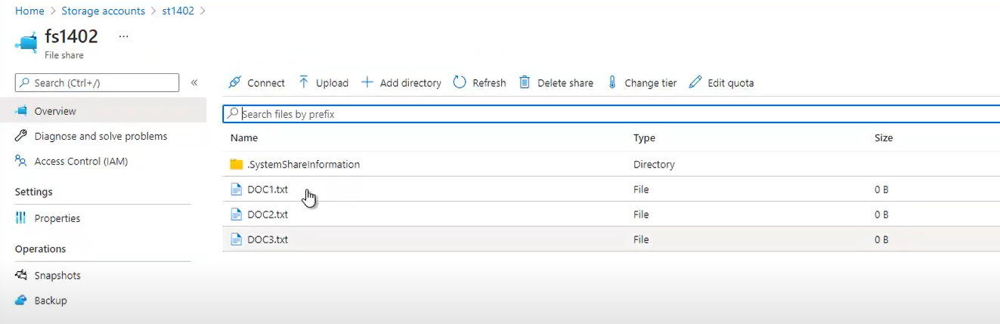 Home > Storage accounts > st1402 >
fs1402 ...
File share
Search (Ctrl+/) «
Connect Upload Add directory Refresh Delete share Change tier Edit quota
Overview
Diagnose and solve problems
Access Control (IAM)
Settings
Properties
Operations
Snapshots
Backup
Search files by prefix
Name Type Size
.SystemShareInformation Directory
DOC1.txt File 0 B
DOC2.txt File 0 B
DOC3.txt File 0 B